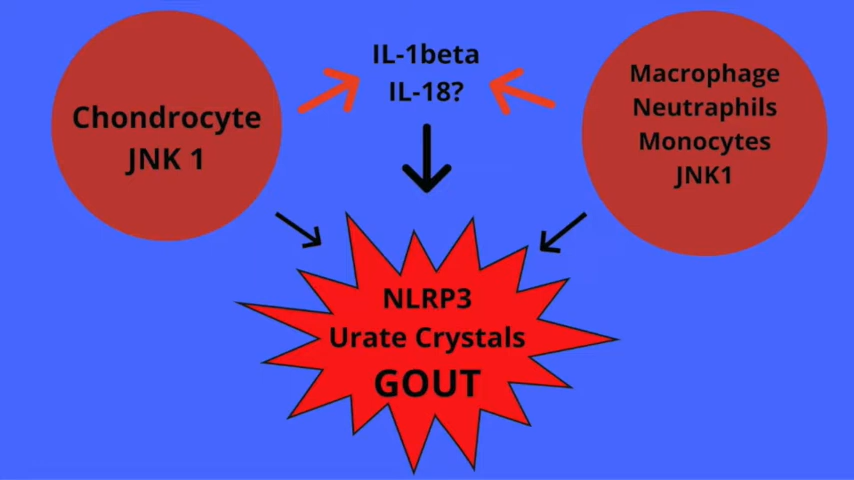 Chondrocyte
JNK 1
IL-1beta
IL-18?
Macrophage
Neutraphils
Monocytes
JNK1
NLRP3
Urate Crystals
GOUT